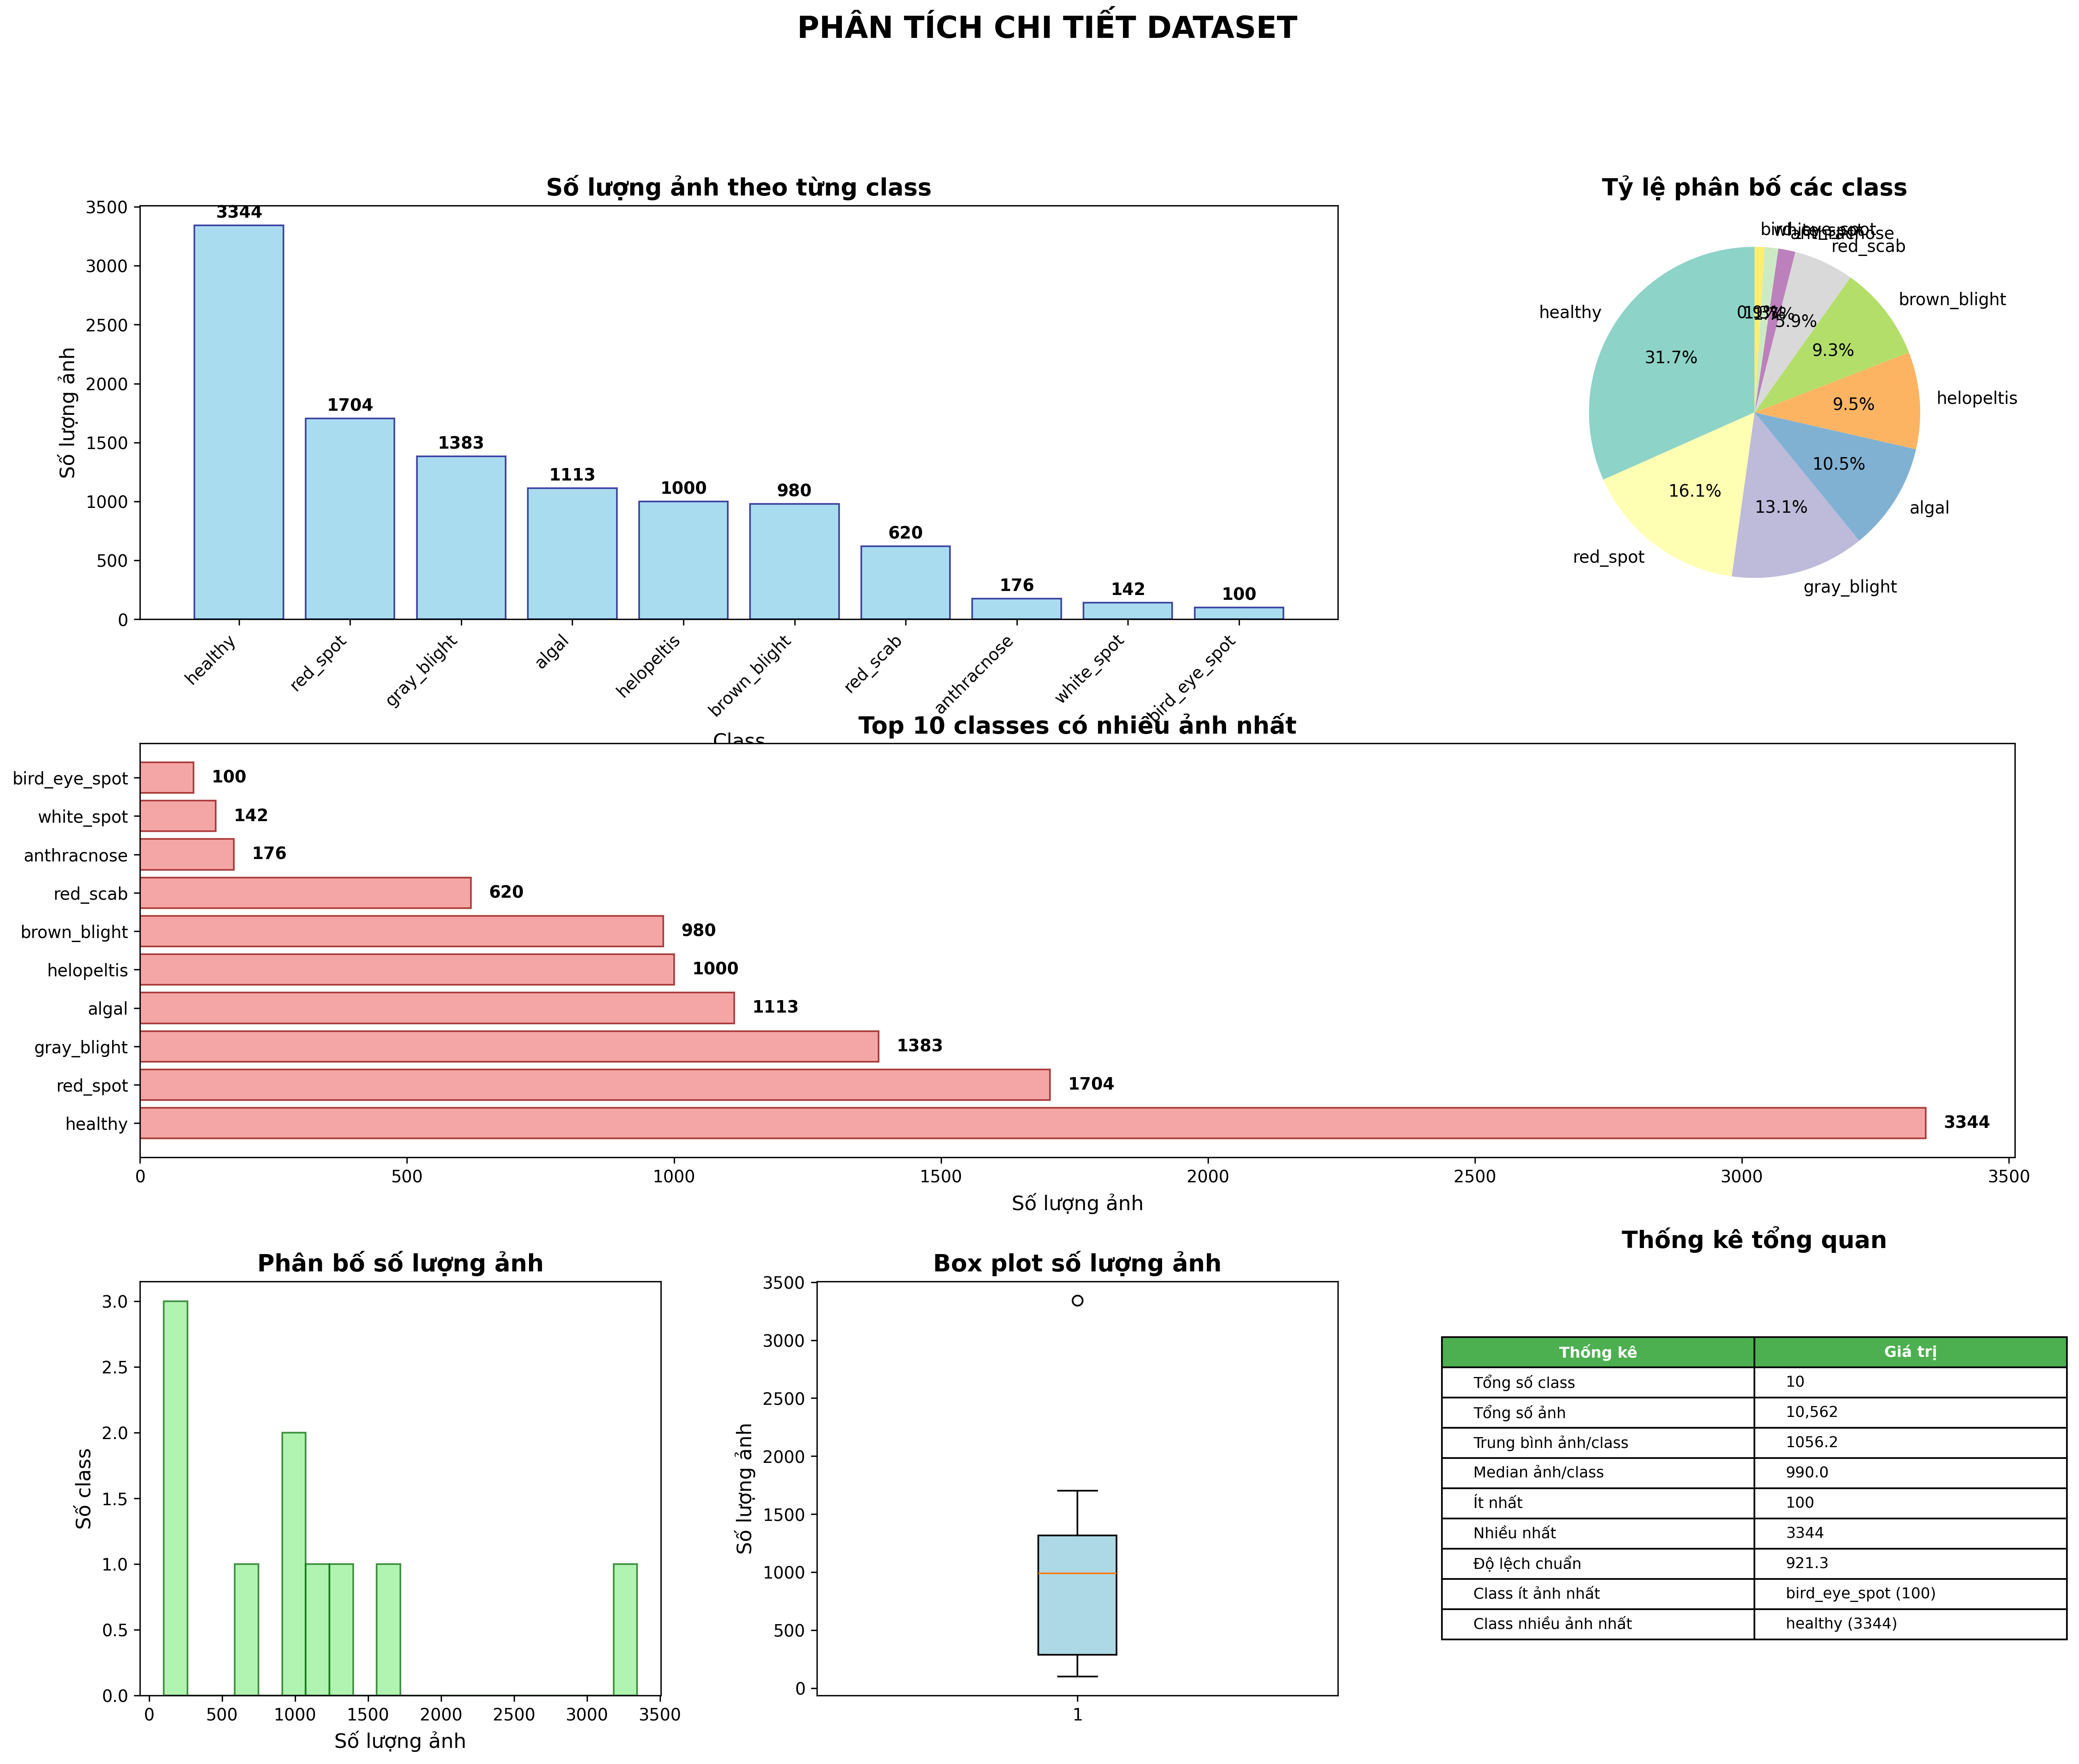 PHÂN TÍCH CHI TIẾT DATASET
Số lượng ảnh theo từng class
Số lượng ảnh
3500
3000
2500
2000
1500
1000
500
0
3344
1704
1383
1113
1000
980
620
176
142
100
healthy
red_spot
gray_blight
algal
helopeltis
brown_blight
red_scab
anthracnose
white_spot
bird_eye_spot
Class
Tỷ lệ phân bố các class
bird_eye_spot
white_spot
anthracnose
red_scab
brown_blight
helopeltis
algal
gray_blight
red_spot
healthy
0.9%
1.3%
1.7%
5.9%
9.3%
9.5%
10.5%
13.1%
16.1%
31.7%
Top 10 classes có nhiều ảnh nhất
bird_eye_spot 100
white_spot 142
anthracnose 176
red_scab 620
brown_blight 980
helopeltis 1000
algal 1113
gray_blight 1383
red_spot 1704
healthy 3344
0 500 1000 1500 2000 2500 3000 3500
Số lượng ảnh
Phân bố số lượng ảnh
Số class
3.0
2.5
2.0
1.5
1.0
0.5
0.0
0 500 1000 1500 2000 2500 3000 3500
Số lượng ảnh
Box plot số lượng ảnh
Số lượng ảnh
3500
3000
2500
2000
1500
1000
500
0
1
Thống kê tổng quan
Thống kê Giá trị
Tổng số class 10
Tổng số ảnh 10,562
Trung bình ảnh/class 1056.2
Median ảnh/class 990.0
Ít nhất 100
Nhiều nhất 3344
Độ lệch chuẩn 921.3
Class ít ảnh nhất bird_eye_spot (100)
Class nhiều ảnh nhất healthy (3344)